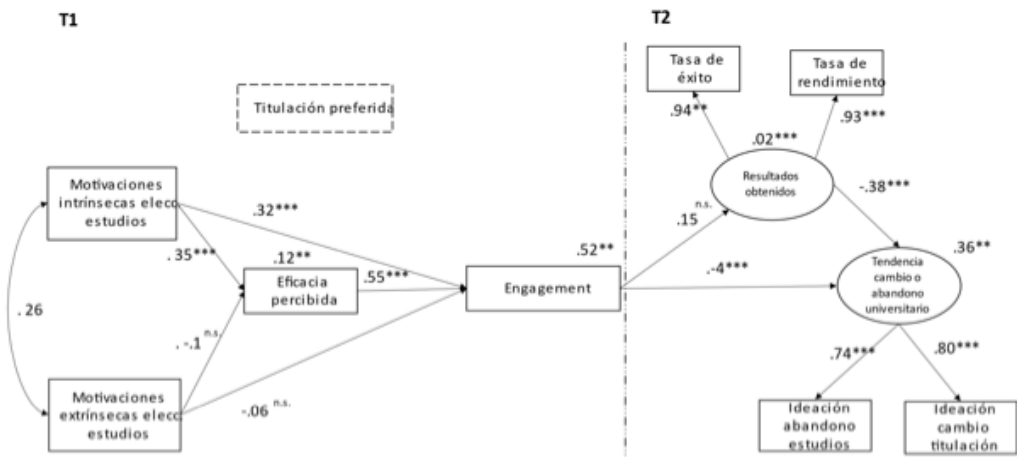 T1
T2
Tasa de
éxito
Tasa de
rendimiento
Titulación preferida
.94**
.93***
.02***
Resultados
obtenidos
Motivaciones
intrínsecas elecc.
estudios
.32***
.15 n.s.
-.38***
.35***
.12**
.55***
.52**
.36**
Eficacia
percibida
Engagement
.-4***
Tendencia
cambio o
abandono
universitario
. 26
. -.1 n.s.
-.06 n.s.
.74***
.80***
Motivaciones
extrínsecas elecc.
estudios
Ideación
abandono
estudios
Ideación
cambio
titulación